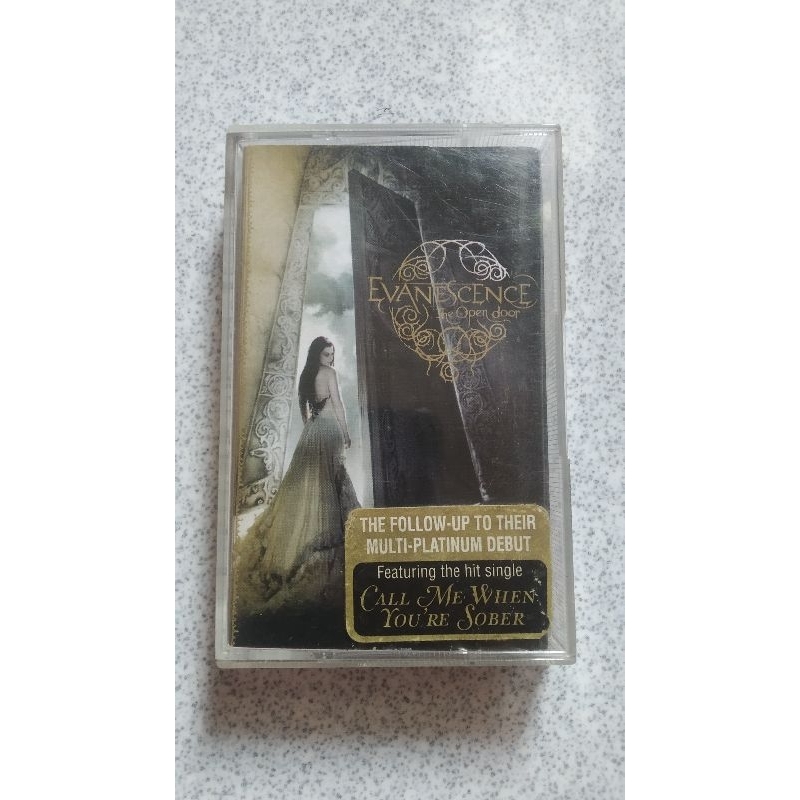 EVANESCENCE
the Open door
THE FOLLOW-UP TO THEIR
MULTI-PLATINUM DEBUT
Featuring the hit single
CALL ME WHEN
YOU'RE SOBER